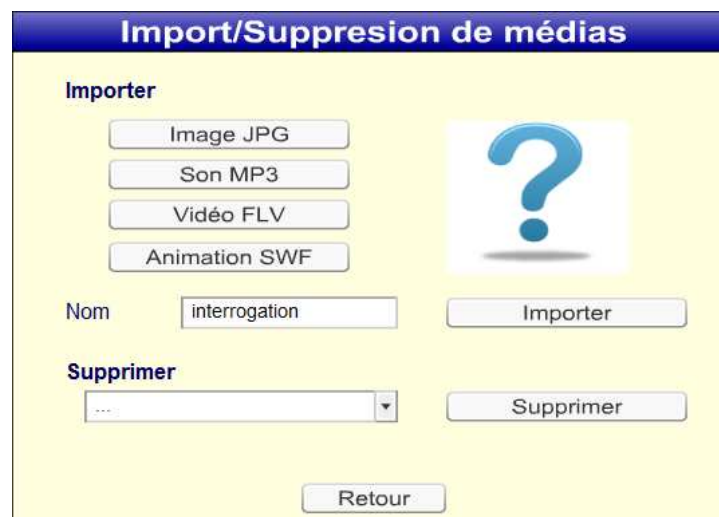 Import/Suppresion de médias
Importer
Image JPG
Son MP3
Vidéo FLV
Animation SWF
Nom interrogation Importer
Supprimer
... Supprimer
Retour